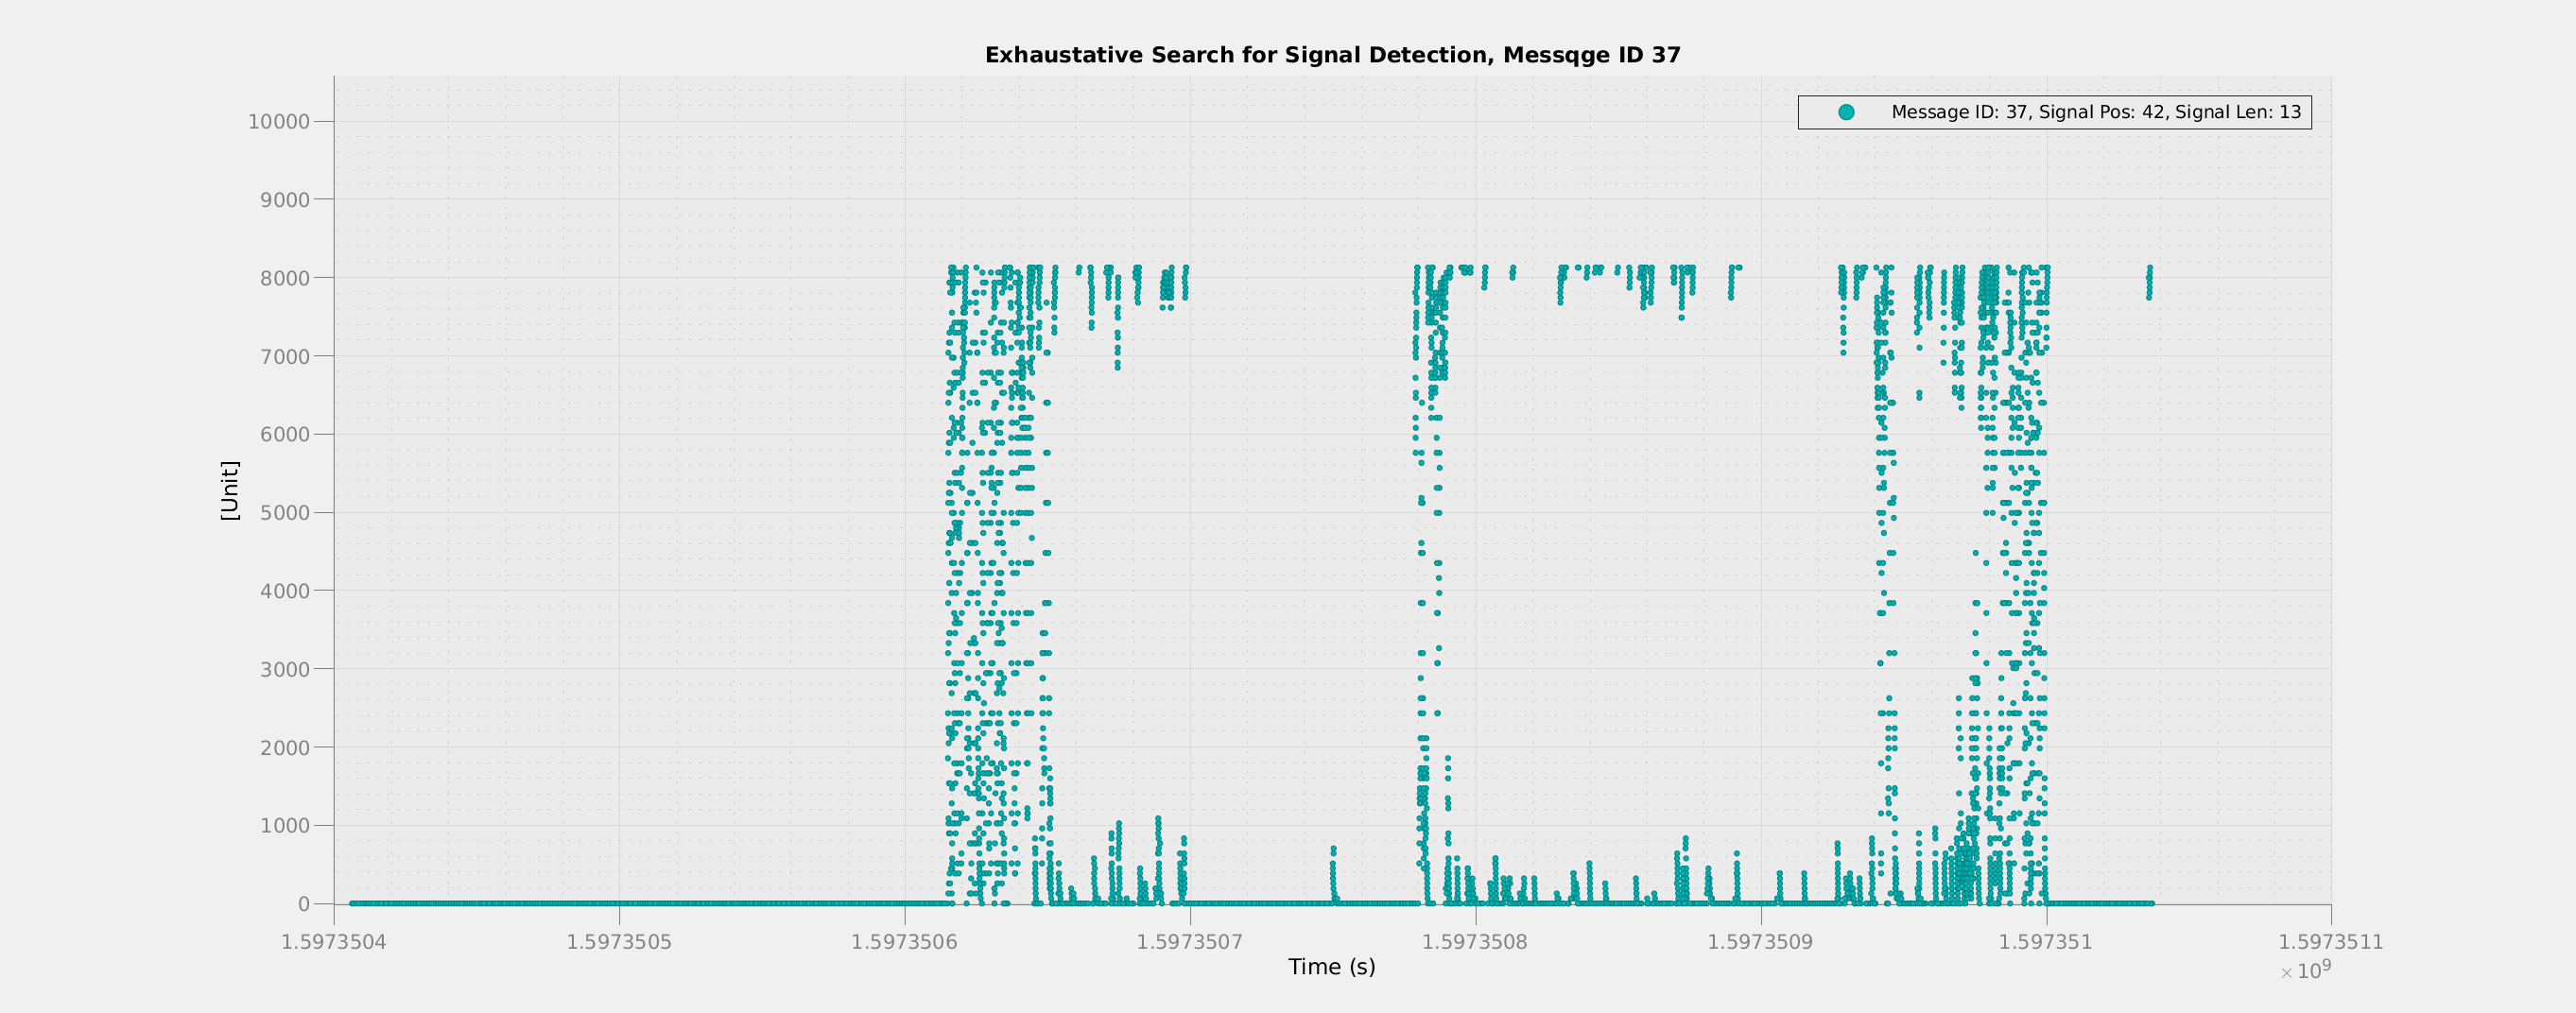 Exhaustative Search for Signal Detection, Messqge ID 37
Message ID: 37, Signal Pos: 42, Signal Len: 13
10000
9000
8000
7000
6000
5000
4000
3000
2000
1000
0
[Unit]
1.5973504 1.5973505 1.5973506 1.5973507 1.5973508 1.5973509 1.597351 1.5973511
Time (s)
× 10⁹